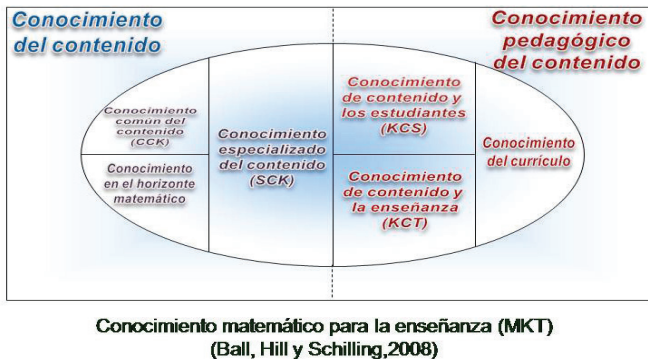 Conocimiento
del contenido
Conocimiento
pedagógico
del contenido
Conocimiento
común del
contenido
(CCK)
Conocimiento
en el horizonte
matemático
Conocimiento
especializado
del contenido
(SCK)
Conocimiento
de contenido y
los estudiantes
(KCS)
Conocimiento
de contenido y
la enseñanza
(KCT)
Conocimiento
del currículo
Conocimiento matemático para la enseñanza (MKT)
(Ball, Hill y Schilling,2008)